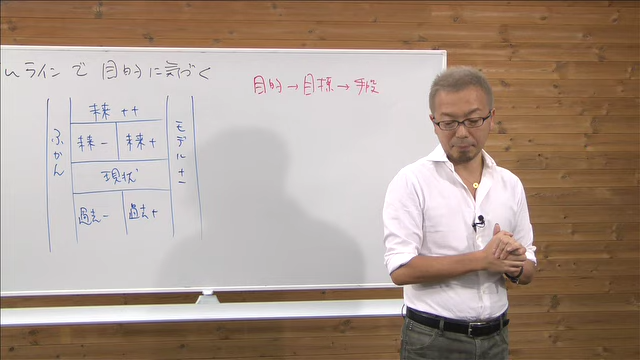 ムラインで 目的に気づく
目的→目標→手段
未来 ++
未来 - 未来 +
現状
過去 - 過去 +
ふかん
モデル +-